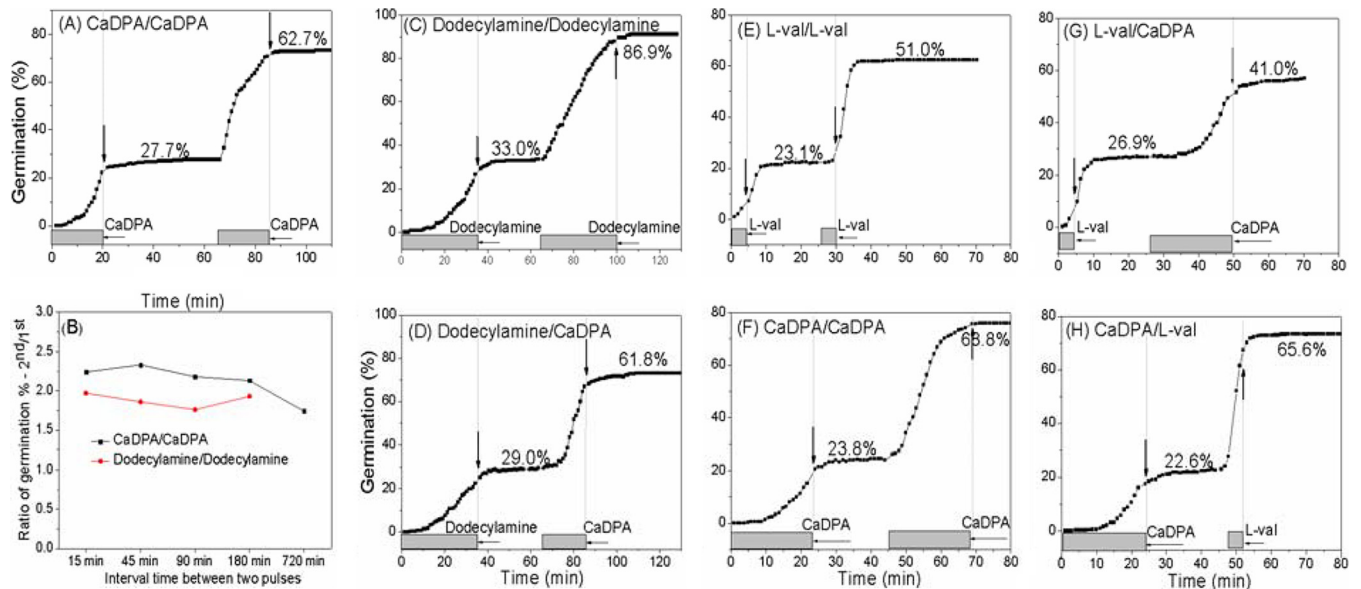 (A) CaDPA/CaDPA
62.7%
27.7%
CaDPA
CaDPA
Germination (%)
80
60
40
20
0
0 20 40 60 80 100
Time (min)
(B)
Ratio of germination % - 2nd/1st
3.0
2.5
2.0
1.5
1.0
0.5
0.0
CaDPA/CaDPA
Dodecylamine/Dodecylamine
15 min 45 min 90 min 180 min 720 min
Interval time between two pulses
(C) Dodecylamine/Dodecylamine
86.9%
33.0%
Dodecylamine
Dodecylamine
100
80
60
40
20
0
0 20 40 60 80 100 120
(D) Dodecylamine/CaDPA
61.8%
29.0%
Dodecylamine
CaDPA
Germination (%)
100
80
60
40
20
0
0 20 40 60 80 100 120
Time (min)
(E) L-val/L-val
51.0%
23.1%
L-val
L-val
80
60
40
20
0
0 10 20 30 40 50 60 70 80
(F) CaDPA/CaDPA
68.8%
23.8%
CaDPA
CaDPA
80
60
40
20
0
0 10 20 30 40 50 60 70 80
Time (min)
(G) L-val/CaDPA
41.0%
26.9%
L-val
CaDPA
80
60
40
20
0
0 10 20 30 40 50 60 70 80
(H) CaDPA/L-val
65.6%
22.6%
CaDPA
L-val
80
60
40
20
0
0 10 20 30 40 50 60 70 80
Time (min)